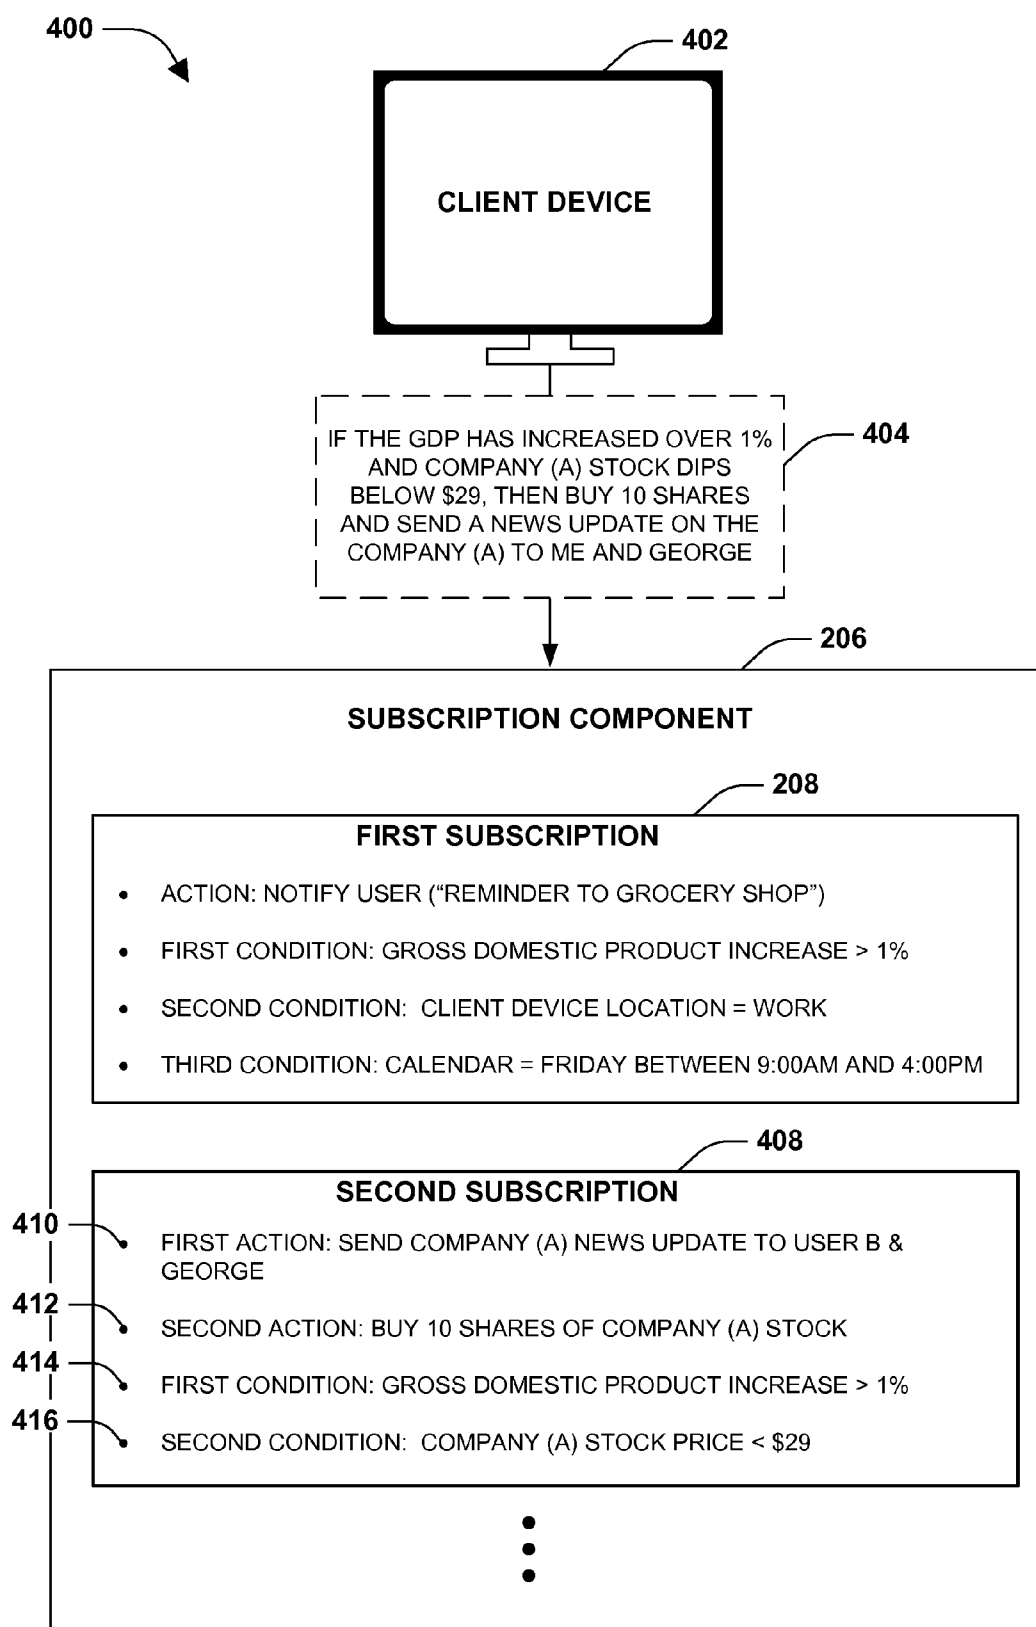 400
402
CLIENT DEVICE
404
IF THE GDP HAS INCREASED OVER 1%
AND COMPANY (A) STOCK DIPS
BELOW $29, THEN BUY 10 SHARES
AND SEND A NEWS UPDATE ON THE
COMPANY (A) TO ME AND GEORGE
206
SUBSCRIPTION COMPONENT
208
FIRST SUBSCRIPTION
• ACTION: NOTIFY USER (“REMINDER TO GROCERY SHOP”)
• FIRST CONDITION: GROSS DOMESTIC PRODUCT INCREASE > 1%
• SECOND CONDITION: CLIENT DEVICE LOCATION = WORK
• THIRD CONDITION: CALENDAR = FRIDAY BETWEEN 9:00AM AND 4:00PM
408
SECOND SUBSCRIPTION
410
• FIRST ACTION: SEND COMPANY (A) NEWS UPDATE TO USER B &
GEORGE
412
• SECOND ACTION: BUY 10 SHARES OF COMPANY (A) STOCK
414
• FIRST CONDITION: GROSS DOMESTIC PRODUCT INCREASE > 1%
416
• SECOND CONDITION: COMPANY (A) STOCK PRICE < $29